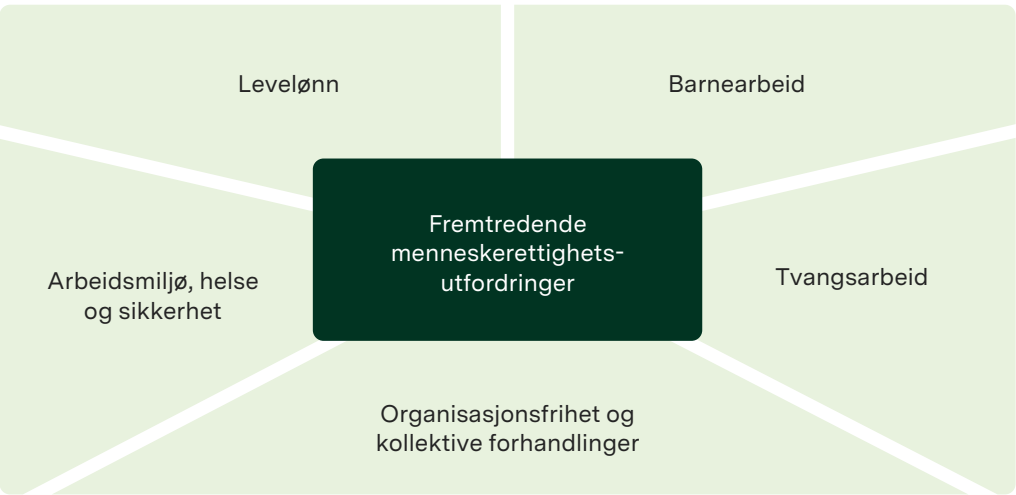 Levelønn
Barnearbeid
Fremtredende
menneskerettighets-
utfordringer
Arbeidsmiljø, helse
og sikkerhet
Tvangsarbeid
Organisasjonsfrihet og
kollektive forhandlinger